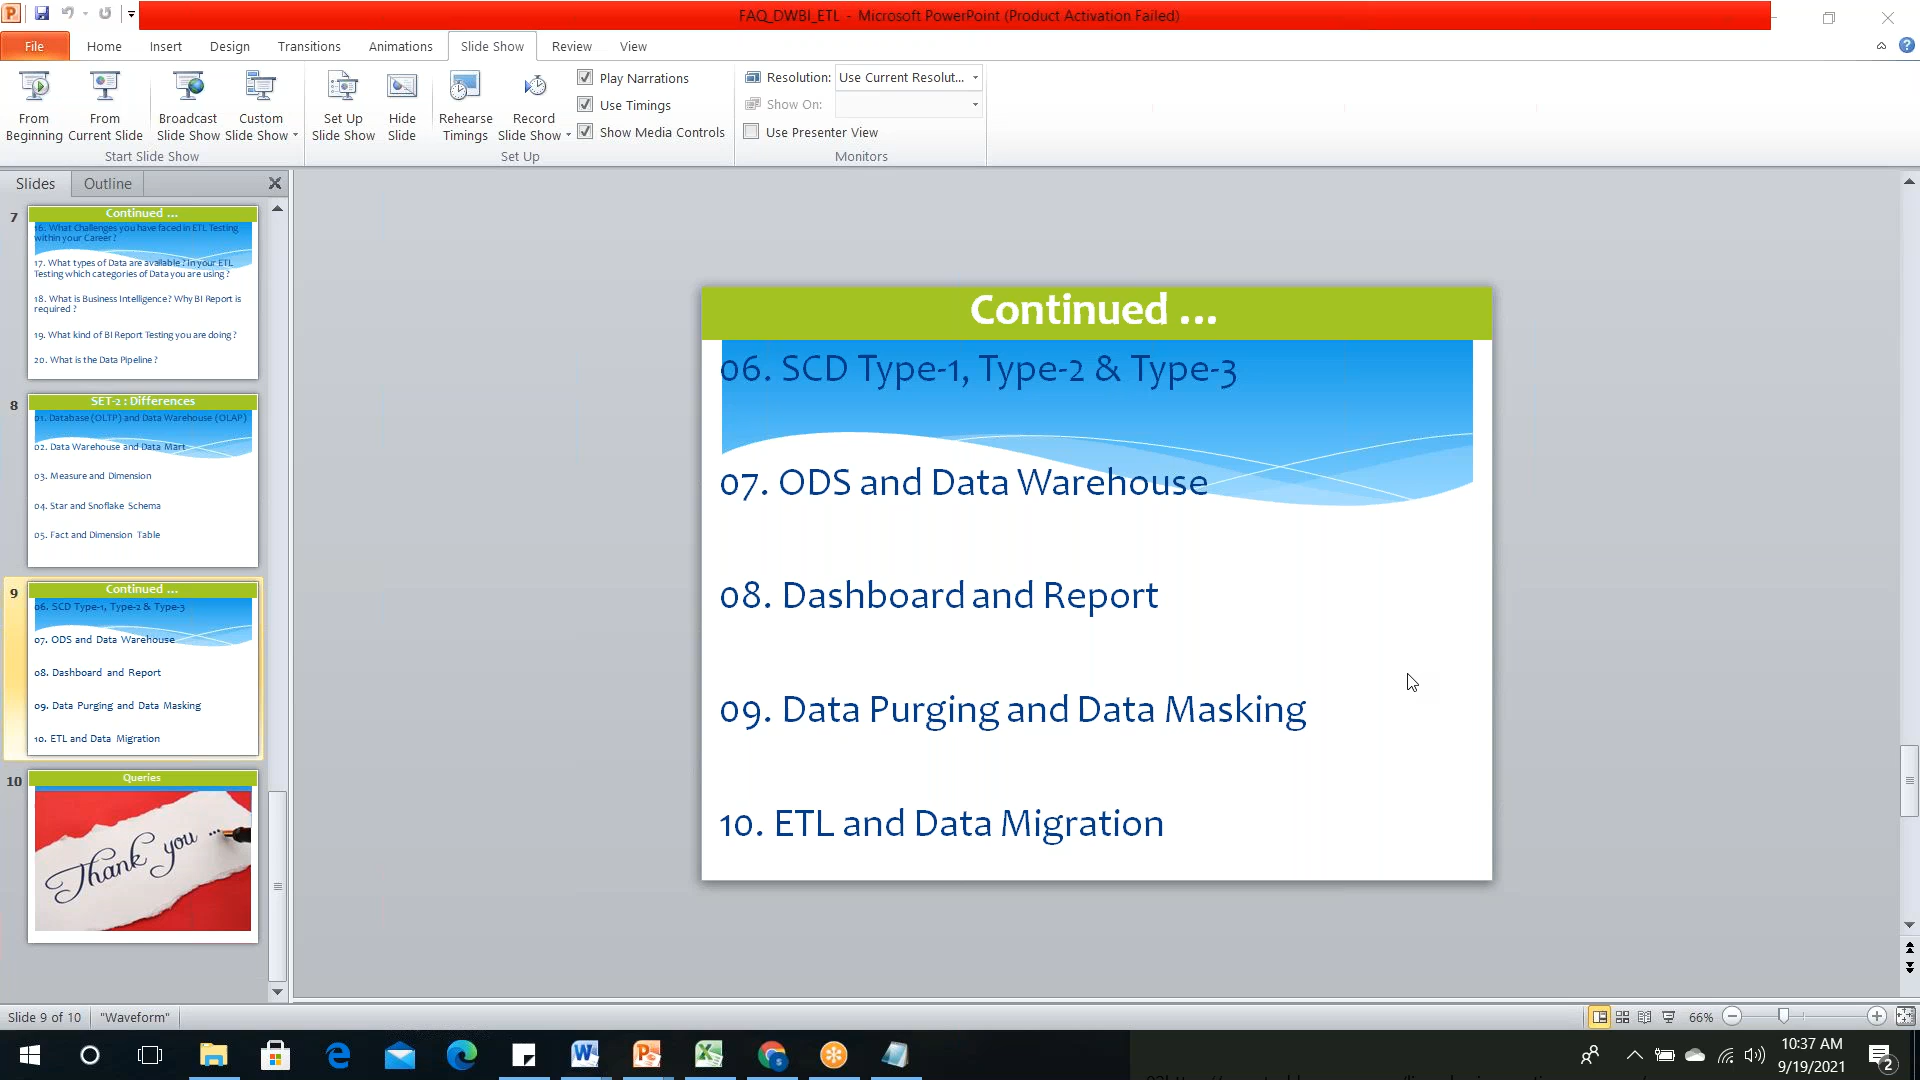 FAQ_DWBI_ETL - Microsoft PowerPoint (Product Activation Failed)
File Home Insert Design Transitions Animations Slide Show Review View
From Beginning
From Current Slide
Broadcast Slide Show
Custom Slide Show
Set Up Slide Show
Hide Slide
Rehearse Timings
Record Slide Show
Play Narrations
Use Timings
Show Media Controls
Resolution: Use Current Resolut...
Show On:
Use Presenter View
Start Slide Show
Set Up
Monitors
Slides Outline
7
Continued ...
16. What Challenges you have faced in ETL Testing
within your Career ?
17. What types of Data are available ? In your ETL
Testing which categories of Data you are using ?
18. What is Business Intelligence ? Why BI Report is
required ?
19. What kind of BI Report Testing you are doing ?
20. What is the Data Pipeline ?
8
SET-2 : Differences
01. Database (OLTP) and Data Warehouse (OLAP)
02. Data Warehouse and Data Mart
03. Measure and Dimension
04. Star and Snoflake Schema
05. Fact and Dimension Table
9
Continued ...
06. SCD Type-1, Type-2 & Type-3
07. ODS and Data Warehouse
08. Dashboard and Report
09. Data Purging and Data Masking
10. ETL and Data Migration
10
Queries
Thank you ...
Continued ...
06. SCD Type-1, Type-2 & Type-3
07. ODS and Data Warehouse
08. Dashboard and Report
09. Data Purging and Data Masking
10. ETL and Data Migration
Slide 9 of 10 "Waveform"
66%
10:37 AM
9/19/2021
2